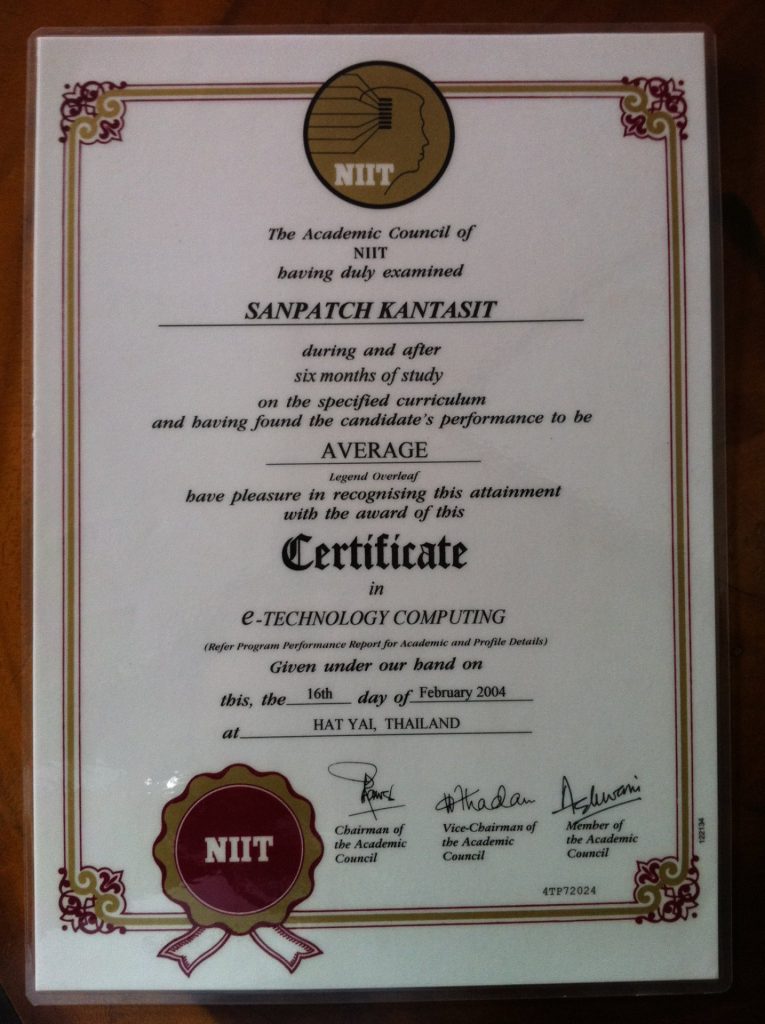 NIIT
The Academic Council of
NIIT
having duly examined
SANPATCH KANTASIT
during and after
six months of study
on the specified curriculum
and having found the candidate's performance to be
AVERAGE
Legend Overleaf
have pleasure in recognising this attainment
with the award of this
Certificate
in
e-TECHNOLOGY COMPUTING
(Refer Program Performance Report for Academic and Profile Details)
Given under our hand on
this, the 16th day of February 2004
at HAT YAI, THAILAND
NIIT
Chairman of
the Academic
Council
Vice-Chairman of
the Academic
Council
Member of
the Academic
Council
122134
4TP72024